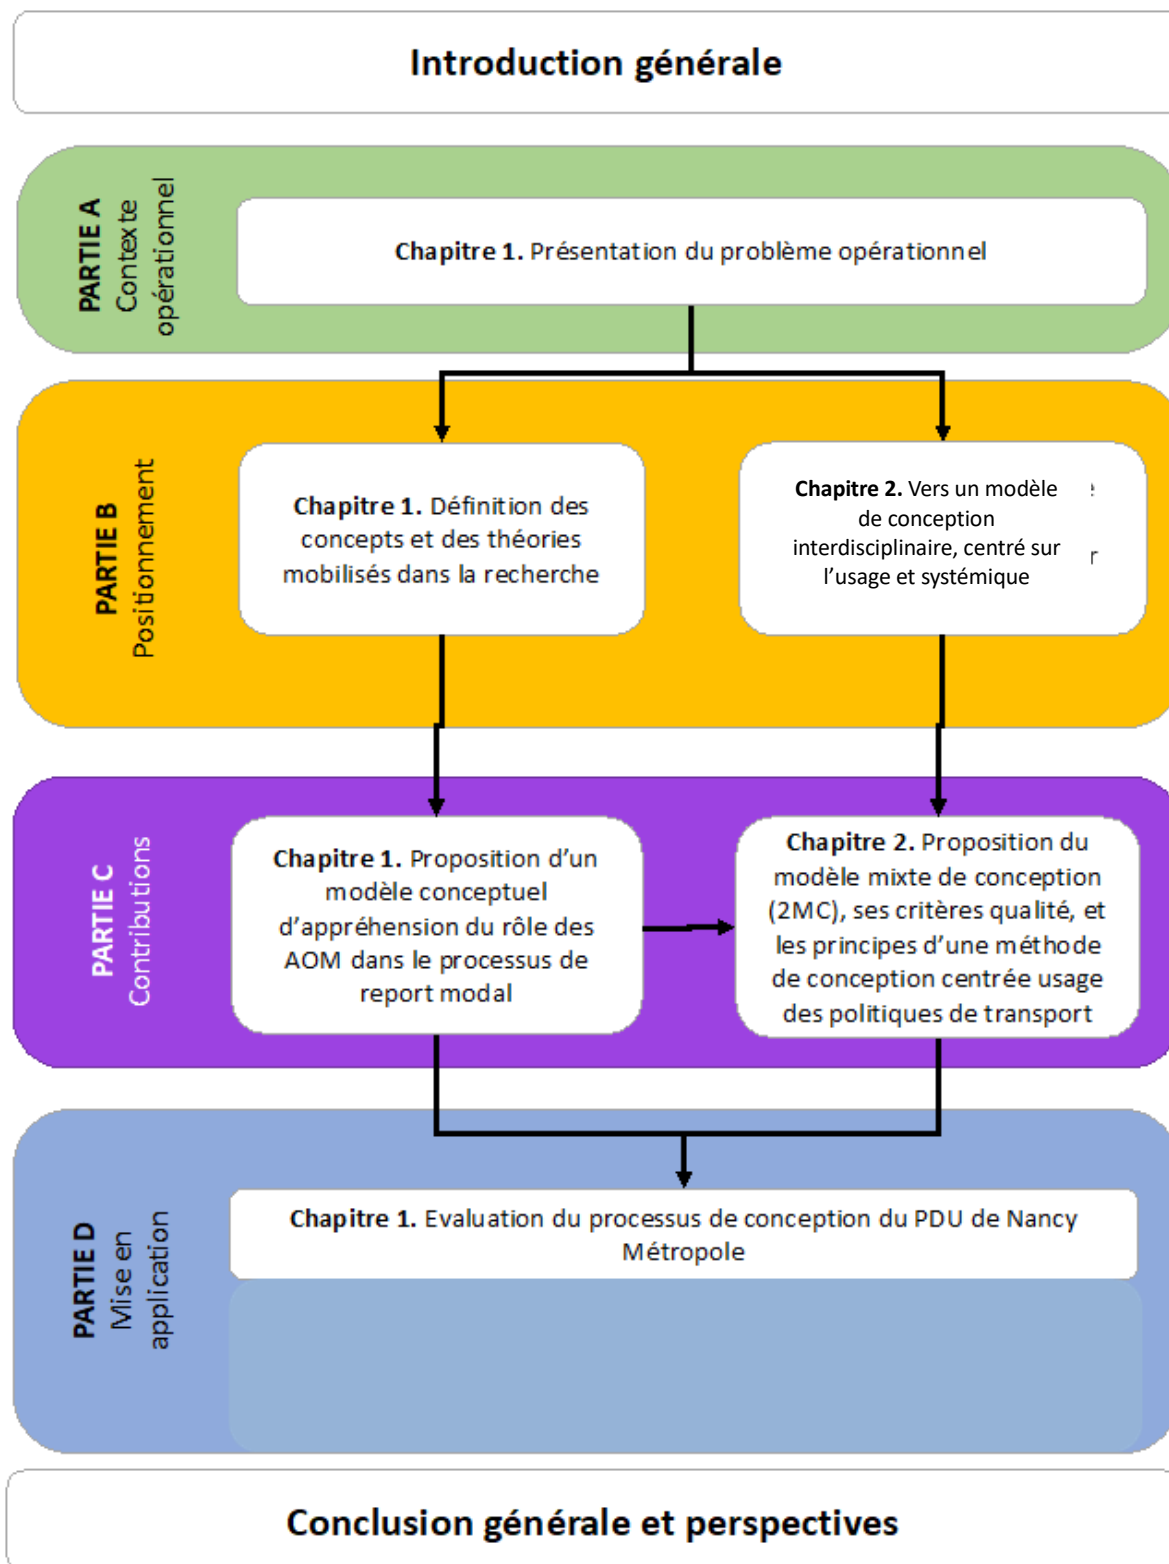 Introduction générale
PARTIE A
Contexte
opérationnel
Chapitre 1. Présentation du problème opérationnel
PARTIE B
Positionnement
Chapitre 1. Définition des
concepts et des théories
mobilisés dans la recherche
Chapitre 2. Vers un modèle
de conception
interdisciplinaire, centré sur
l’usage et systémique
PARTIE C
Contributions
Chapitre 1. Proposition d’un
modèle conceptuel
d’appréhension du rôle des
AOM dans le processus de
report modal
Chapitre 2. Proposition du
modèle mixte de conception
(2MC), ses critères qualité, et
les principes d’une méthode
de conception centrée usage
des politiques de transport
PARTIE D
Mise en
application
Chapitre 1. Evaluation du processus de conception du PDU de Nancy
Métropole
Conclusion générale et perspectives